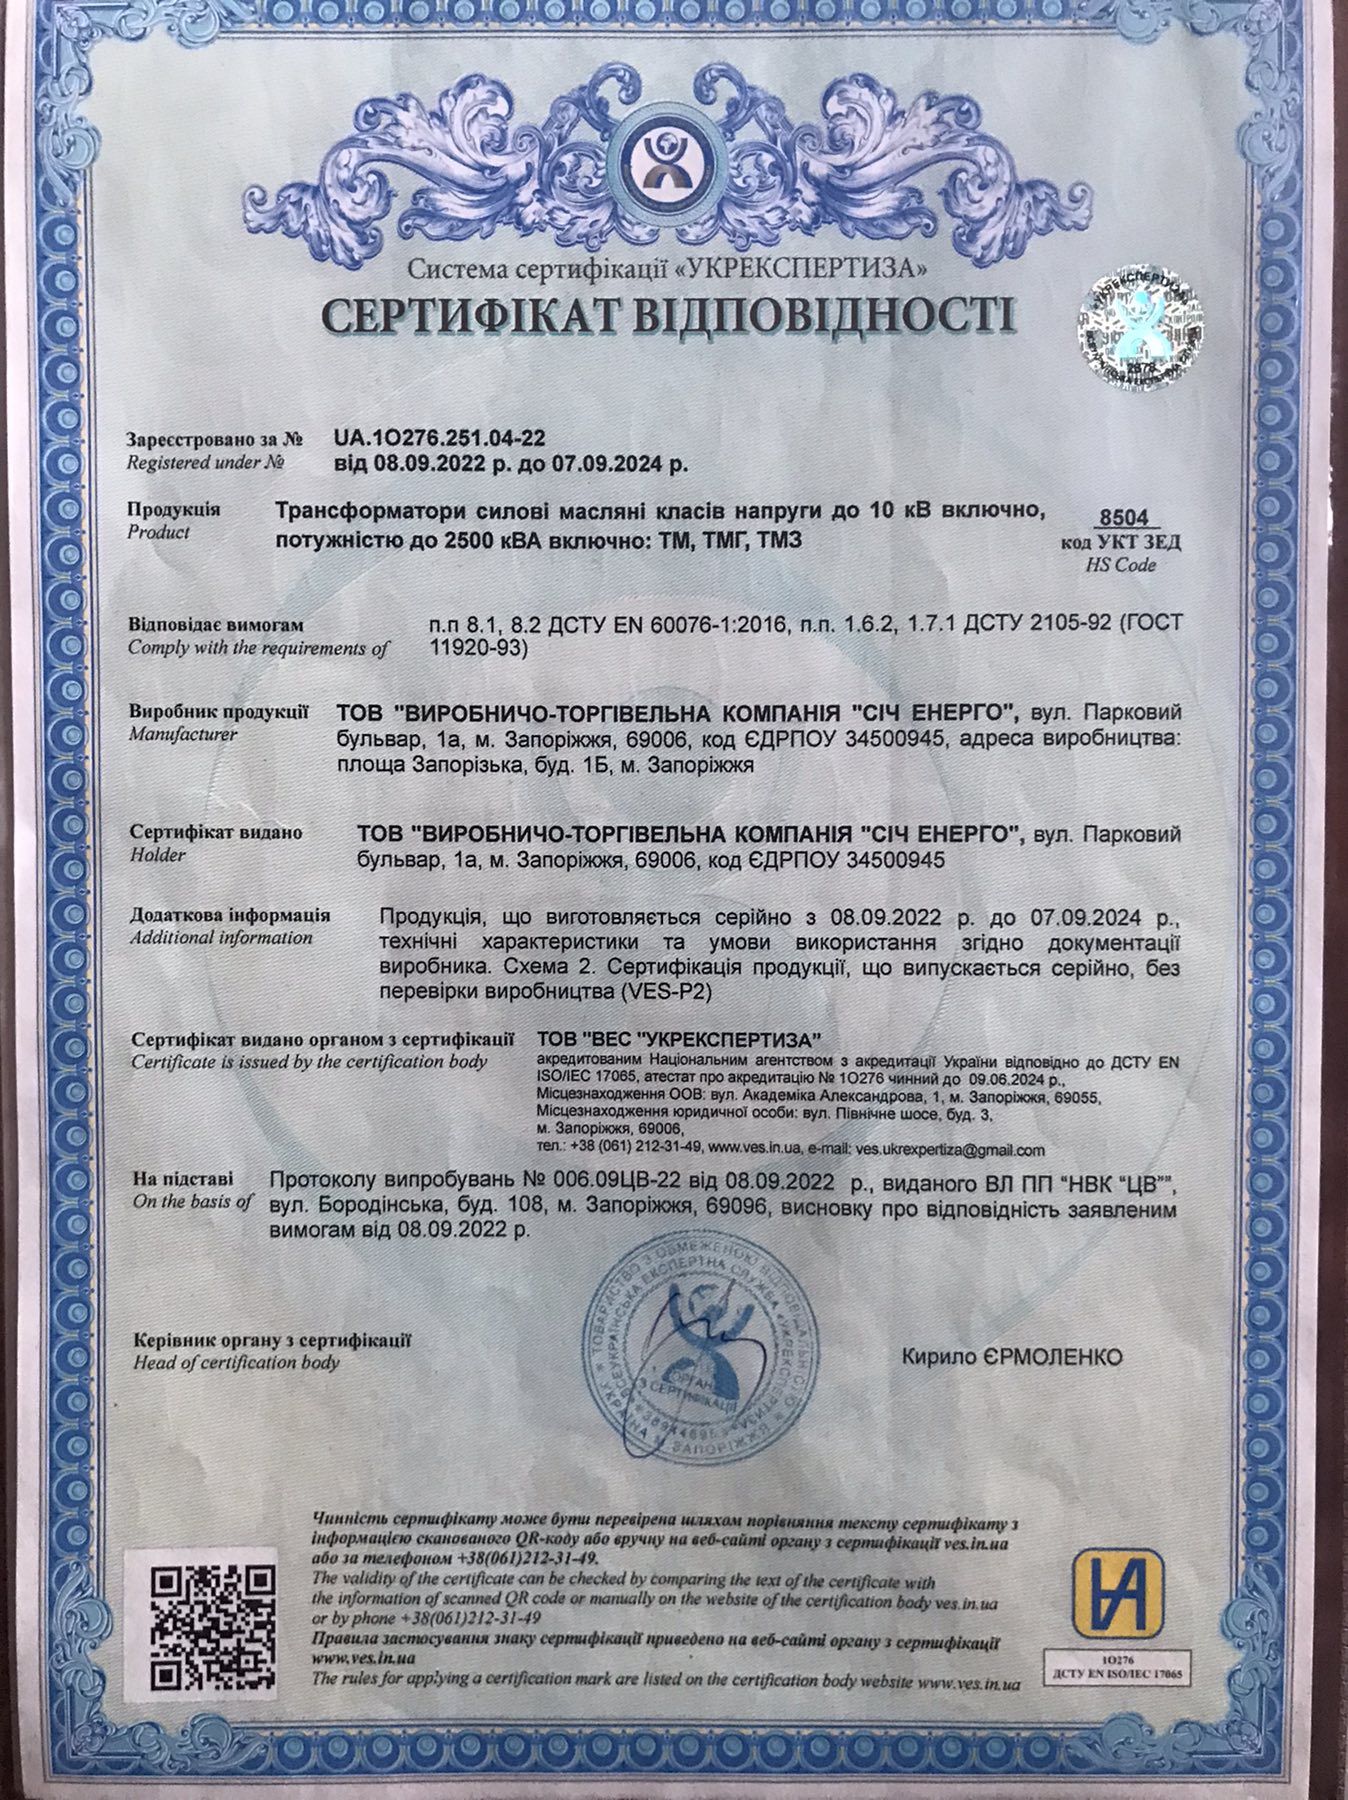 Система сертифікації «УКРЕКСПЕРТИЗА»
СЕРТИФІКАТ ВІДПОВІДНОСТІ
УКРЕКСПЕРТИЗА
2878
Зареєстровано за № UA.1O276.251.04-22
Registered under № від 08.09.2022 р. до 07.09.2024 р.
Продукція Трансформатори силові масляні класів напруги до 10 кВ включно,
Product потужністю до 2500 кВА включно: ТМ, ТМГ, ТМЗ
8504
код УКТ ЗЕД
HS Code
Відповідає вимогам п.п 8.1, 8.2 ДСТУ EN 60076-1:2016, п.п. 1.6.2, 1.7.1 ДСТУ 2105-92 (ГОСТ
Comply with the requirements of 11920-93)
Виробник продукції ТОВ "ВИРОБНИЧО-ТОРГІВЕЛЬНА КОМПАНІЯ "СІЧ ЕНЕРГО", вул. Парковий
Manufacturer бульвар, 1а, м. Запоріжжя, 69006, код ЄДРПОУ 34500945, адреса виробництва:
площа Запорізька, буд. 1Б, м. Запоріжжя
Сертифікат видано ТОВ "ВИРОБНИЧО-ТОРГІВЕЛЬНА КОМПАНІЯ "СІЧ ЕНЕРГО", вул. Парковий
Holder бульвар, 1а, м. Запоріжжя, 69006, код ЄДРПОУ 34500945
Додаткова інформація Продукція, що виготовляється серійно з 08.09.2022 р. до 07.09.2024 р.,
Additional information технічні характеристики та умови використання згідно документації
виробника. Схема 2. Сертифікація продукції, що випускається серійно, без
перевірки виробництва (VES-P2)
Сертифікат видано органом з сертифікації ТОВ "ВЕС "УКРЕКСПЕРТИЗА"
Certificate is issued by the certification body акредитованим Національним агентством з акредитації України відповідно до ДСТУ EN
ISO/IEC 17065, атестат про акредитацію № 1O276 чинний до 09.06.2024 р.,
Місцезнаходження ООВ: вул. Академіка Александрова, 1, м. Запоріжжя, 69055,
Місцезнаходження юридичної особи: вул. Північне шосе, буд. 3,
м. Запоріжжя, 69006,
тел.: +38 (061) 212-31-49, www.ves.in.ua, e-mail: ves.ukrexpertiza@gmail.com
На підставі Протоколу випробувань № 006.09ЦВ-22 від 08.09.2022 р., виданого ВЛ ПП “НВК “ЦВ””,
On the basis of вул. Бородінська, буд. 108, м. Запоріжжя, 69096, висновку про відповідність заявленим
вимогам від 08.09.2022 р.
ТОВАРИСТВО З ОБМЕЖЕНОЮ ВІДПОВІДАЛЬНІСТЮ
ВСЕУКРАЇНСЬКА ЕКСПЕРТНА СЛУЖБА «УКРЕКСПЕРТИЗА»
ОРГАН
З СЕРТИФІКАЦІЇ
УКРАЇНА М. ЗАПОРІЖЖЯ
Керівник органу з сертифікації
Head of certification body
Кирило ЄРМОЛЕНКО
Чинність сертифікату може бути перевірена шляхом порівняння тексту сертифікату з
інформацією сканованого QR-коду або вручну на веб-сайті органу з сертифікації ves.in.ua
або за телефоном +38(061)212-31-49.
The validity of the certificate can be checked by comparing the text of the certificate with
the information of scanned QR code or manually on the website of the certification body ves.in.ua
or by phone +38(061)212-31-49
Правила застосування знаку сертифікації приведено на веб-сайті органу з сертифікації
www.ves.in.ua
The rules for applying a certification mark are listed on the certification body website www.ves.in.ua
1O276
ДСТУ EN ISO/IEC 17065